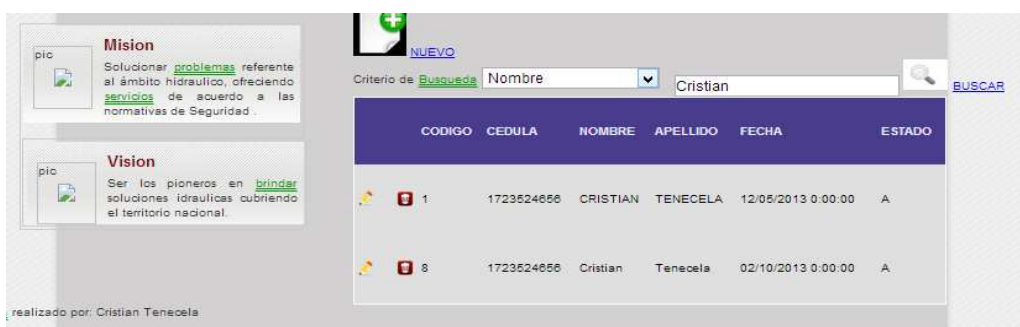 pic
Mision
Solucionar problemas referente
al ámbito hidraulico, ofreciendo
servicios de acuerdo a las
normativas de Seguridad .
pic
Vision
Ser los pioneros en brindar
soluciones idraulicas cubriendo
el territorio nacional.
realizado por: Cristian Tenecela
NUEVO
Criterio de Busqueda Nombre Cristian BUSCAR
CODIGO CEDULA NOMBRE APELLIDO FECHA ESTADO
1 1723524656 CRISTIAN TENECELA 12/05/2013 0:00:00 A
8 1723524656 Cristian Tenecela 02/10/2013 0:00:00 A